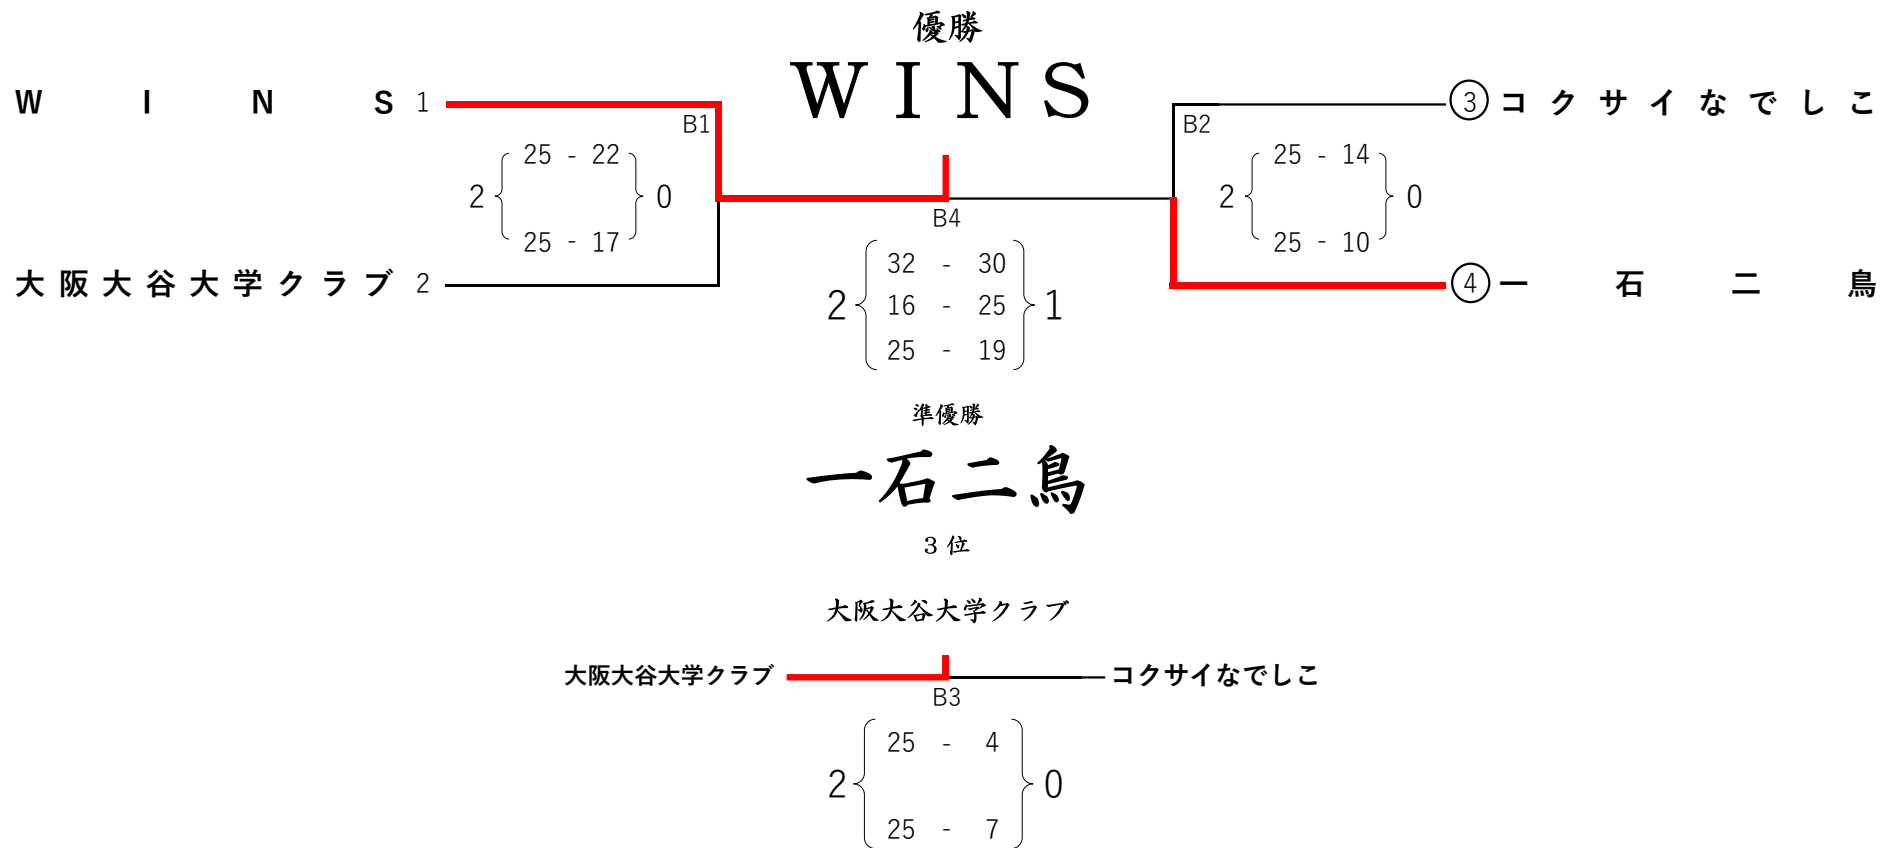 優勝
WINS
WINS 1
③ コクサイなでしこ
B1
B2
25 - 22
2 0
25 - 17
25 - 14
2 0
25 - 10
B4
大阪大谷大学クラブ 2
④ 一石二鳥
32 - 30
2 16 - 25 1
25 - 19
準優勝
一石二鳥
3位
大阪大谷大学クラブ
大阪大谷大学クラブ
コクサイなでしこ
B3
25 - 4
2 0
25 - 7